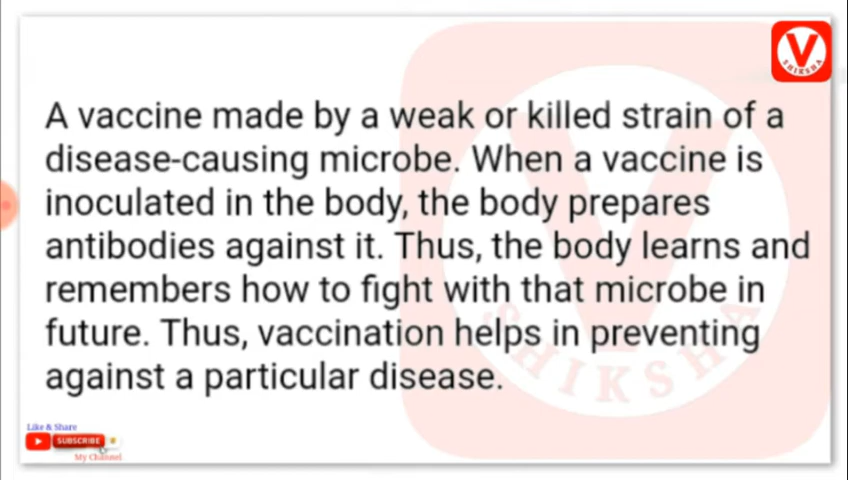 V
SHIKSHA
A vaccine made by a weak or killed strain of a
disease-causing microbe. When a vaccine is
inoculated in the body, the body prepares
antibodies against it. Thus, the body learns and
remembers how to fight with that microbe in
future. Thus, vaccination helps in preventing
against a particular disease.
V
SHIKSHA
Like & Share
SUBSCRIBE
My Channel